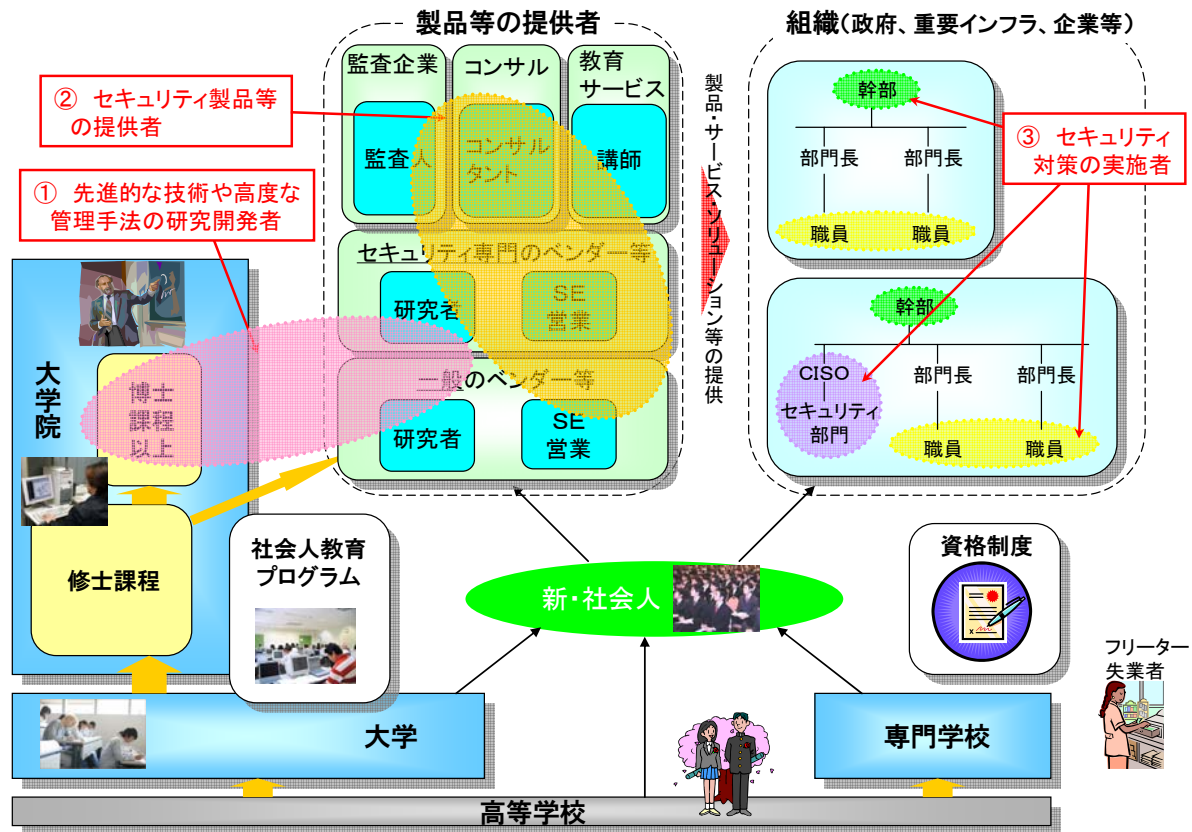 製品等の提供者
組織(政府、重要インフラ、企業等)
監査企業
コンサル
教育
サービス
監査人
コンサル
タント
講師
② セキュリティ製品等
の提供者
① 先進的な技術や高度な
管理手法の研究開発者
セキュリティ専門のベンダー等
研究者
SE
営業
一般のベンダー等
研究者
SE
営業
製品・サービス・ソリューション等の提供
幹部
部門長
部門長
職員
職員
③ セキュリティ
対策の実施者
幹部
CISO
セキュリティ
部門
部門長
部門長
職員
職員
大学院
博士
課程
以上
修士課程
社会人教育
プログラム
新・社会人
資格制度
フリーター
失業者
大学
専門学校
高等学校